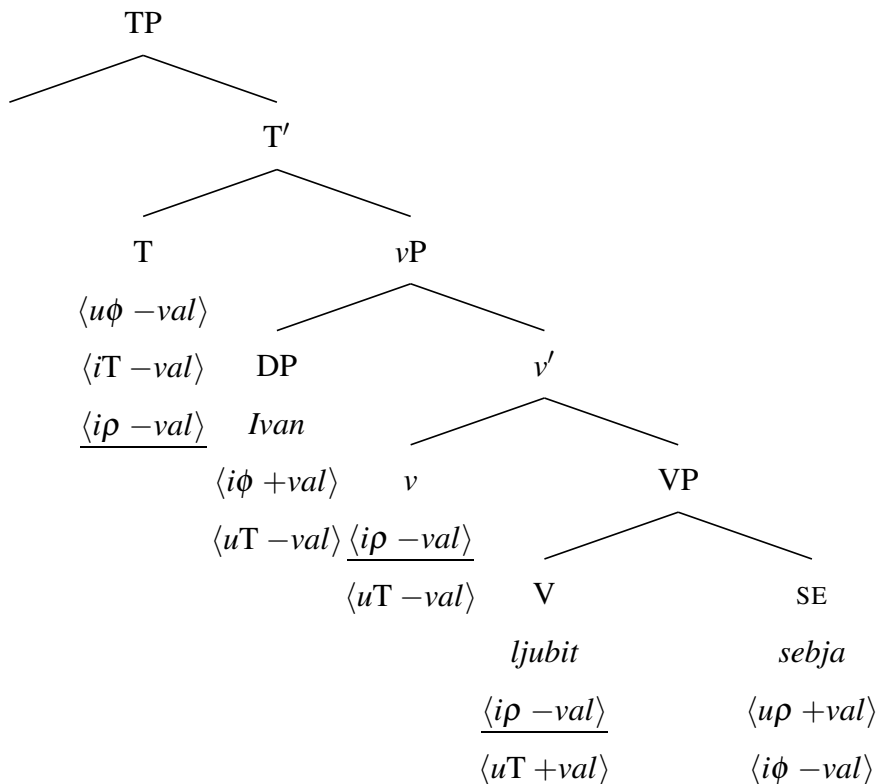 TP
T′
T vP
⟨uϕ −val⟩
⟨iT −val⟩ DP v′
⟨iρ −val⟩ Ivan
⟨iϕ +val⟩ v VP
⟨uT −val⟩ ⟨iρ −val⟩
⟨uT −val⟩ V SE
ljubit sebja
⟨iρ −val⟩ ⟨uρ +val⟩
⟨uT +val⟩ ⟨iϕ −val⟩